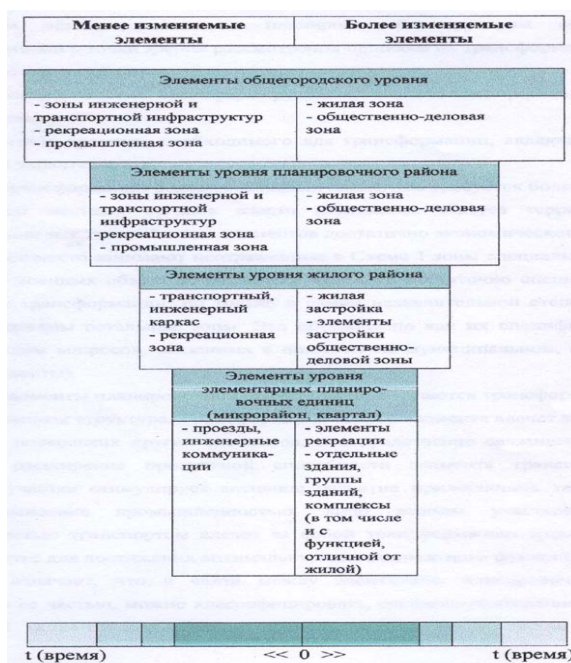 Менее изменяемые
элементы
Более изменяемые
элементы
Элементы общегородского уровня
- зоны инженерной и
транспортной инфраструктур
- рекреационная зона
- промышленная зона
- жилая зона
- общественно-деловая
зона
Элементы уровня планировочного района
- зоны инженерной и
транспортной
инфраструктур
-рекреационная зона
- промышленная зона
- жилая зона
- общественно-деловая
зона
Элементы уровня жилого района
- транспортный,
инженерный
каркас
- рекреационная
зона
- жилая
застройка
- элементы
застройки
общественно-
деловой зоны
Элементы уровня
элементарных планиро-
вочных единиц
(микрорайон, квартал)
- проезды,
инженерные
коммуника-
ции
- элементы
рекреации
- отдельные
здания,
группы
зданий,
комплексы
(в том числе
и с
функцией,
отличной от
жилой)
t (время) << 0 >> t (время)